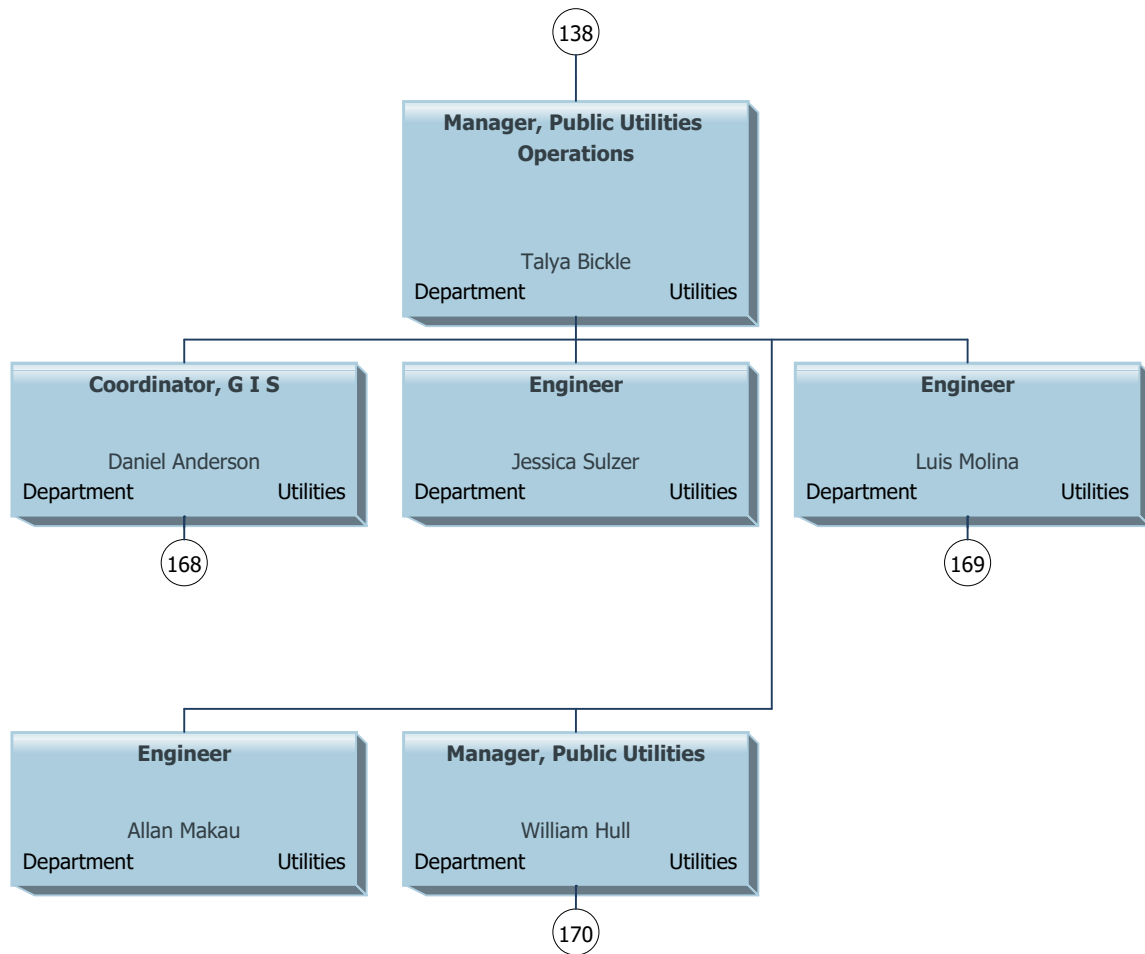 138
Manager, Public Utilities
Operations
Talya Bickle
Department Utilities
Coordinator, G I S
Daniel Anderson
Department Utilities
168
Engineer
Jessica Sulzer
Department Utilities
Engineer
Luis Molina
Department Utilities
169
Engineer
Allan Makau
Department Utilities
Manager, Public Utilities
William Hull
Department Utilities
170